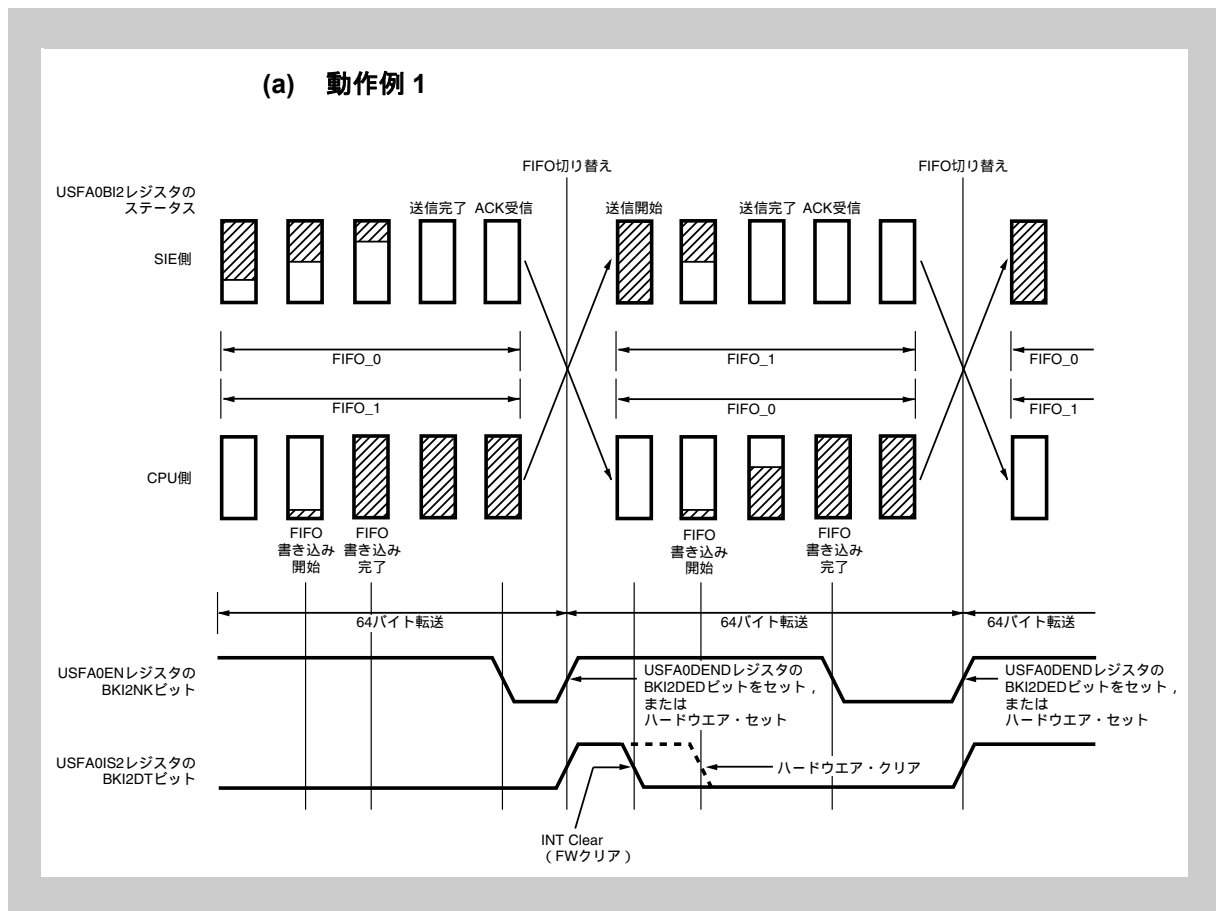 (a) 動作例 1
FIFO切り替え
FIFO切り替え
USFA0BI2レジスタの
ステータス
送信完了 ACK受信
送信開始
送信完了 ACK受信
SIE側
FIFO_0
FIFO_1
FIFO_0
FIFO_1
FIFO_0
FIFO_1
CPU側
FIFO
書き込み
開始
FIFO
書き込み
完了
FIFO
書き込み
開始
FIFO
書き込み
完了
64バイト転送
64バイト転送
64バイト転送
USFA0ENレジスタの
BKI2NKビット
USFA0DENDレジスタの
BKI2DEDビットをセット，
または
ハードウエア・セット
USFA0DENDレジスタの
BKI2DEDビットをセット，
または
ハードウエア・セット
USFA0IS2レジスタの
BKI2DTビット
ハードウエア・クリア
INT Clear
（FWクリア）